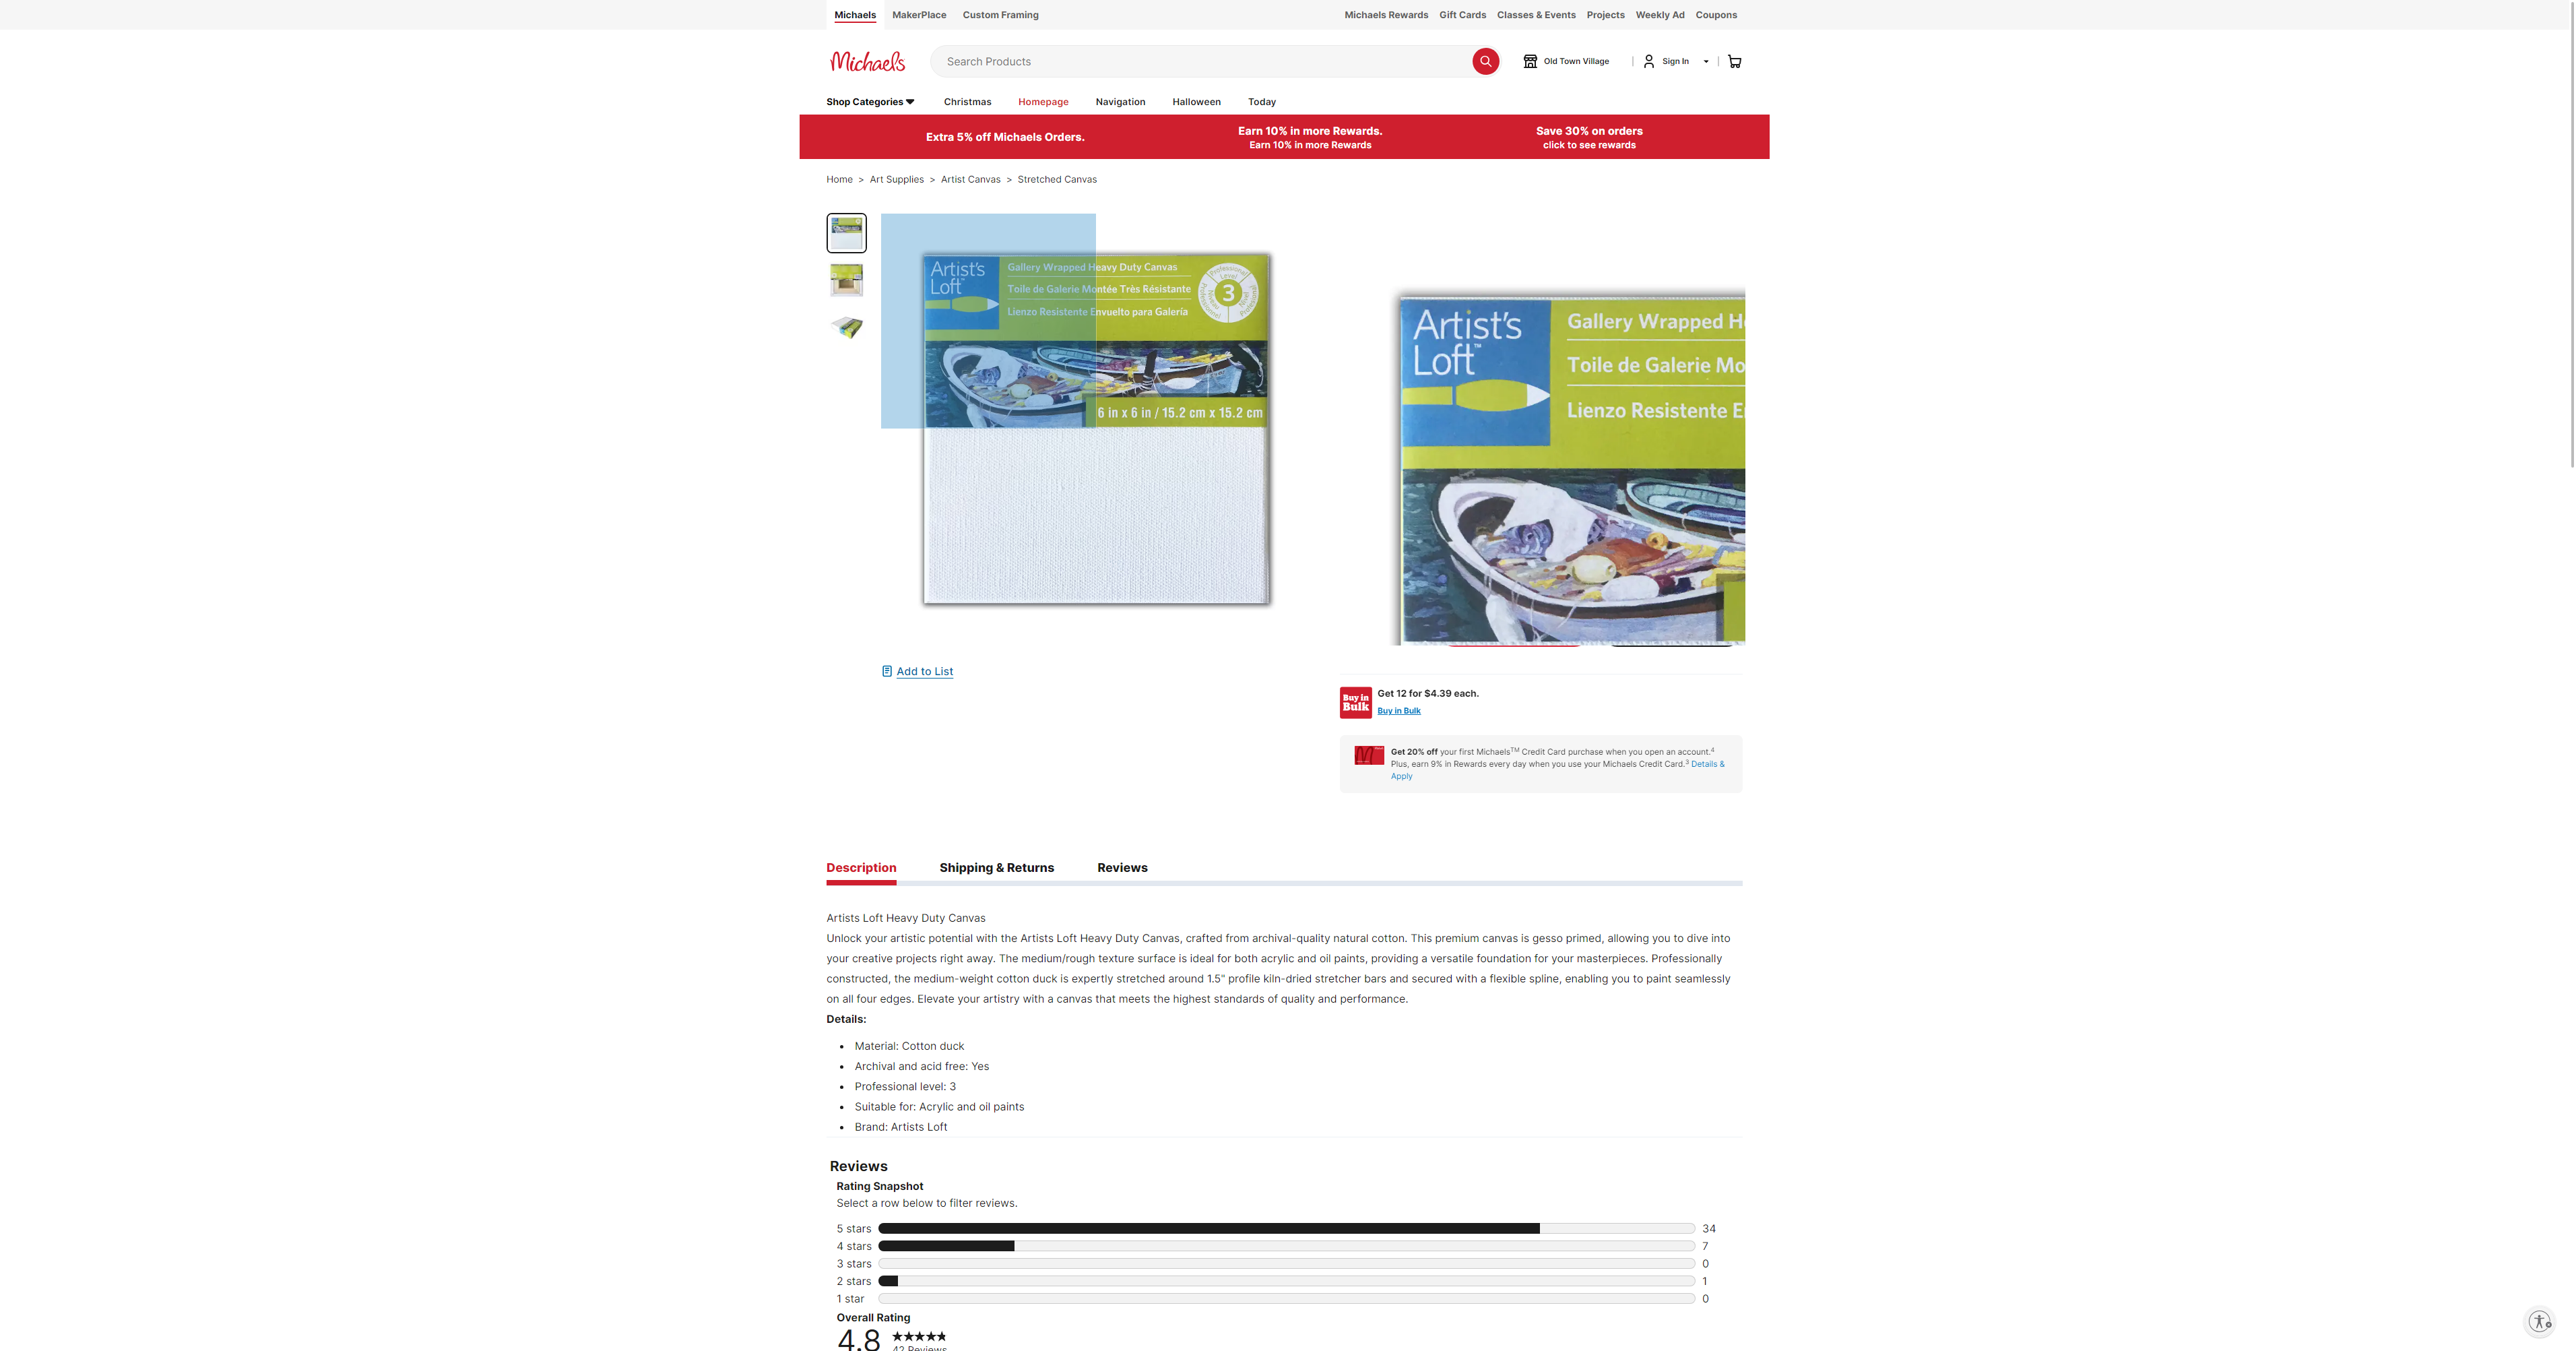 Michaels MakerPlace Custom Framing
Michaels Rewards Gift Cards Classes & Events Projects Weekly Ad Coupons
Michaels
Search Products
Old Town Village | Sign In |
Shop Categories Christmas Homepage Navigation Halloween Today
Extra 5% off Michaels Orders.
Earn 10% in more Rewards.
Earn 10% in more Rewards
Save 30% on orders
click to see rewards
Home > Art Supplies > Artist Canvas > Stretched Canvas
Artist's
Loft™
Gallery Wrapped Heavy Duty Canvas
Toile de Galerie Montée Très Résistante
Lienzo Resistente Envuelto para Galería
3
6 in x 6 in / 15.2 cm x 15.2 cm
Artist's
Loft™
Gallery Wrapped H
Toile de Galerie Mo
Lienzo Resistente E
Add to List
Buy in
Bulk
Get 12 for $4.39 each.
Buy in Bulk
Get 20% off your first Michaels™ Credit Card purchase when you open an account.⁴
Plus, earn 9% in Rewards every day when you use your Michaels Credit Card.³ Details &
Apply
Description Shipping & Returns Reviews
Artists Loft Heavy Duty Canvas
Unlock your artistic potential with the Artists Loft Heavy Duty Canvas, crafted from archival-quality natural cotton. This premium canvas is gesso primed, allowing you to dive into
your creative projects right away. The medium/rough texture surface is ideal for both acrylic and oil paints, providing a versatile foundation for your masterpieces. Professionally
constructed, the medium-weight cotton duck is expertly stretched around 1.5" profile kiln-dried stretcher bars and secured with a flexible spline, enabling you to paint seamlessly
on all four edges. Elevate your artistry with a canvas that meets the highest standards of quality and performance.
Details:
• Material: Cotton duck
• Archival and acid free: Yes
• Professional level: 3
• Suitable for: Acrylic and oil paints
• Brand: Artists Loft
Reviews
Rating Snapshot
Select a row below to filter reviews.
5 stars 34
4 stars 7
3 stars 0
2 stars 1
1 star 0
Overall Rating
4.8
42 Reviews